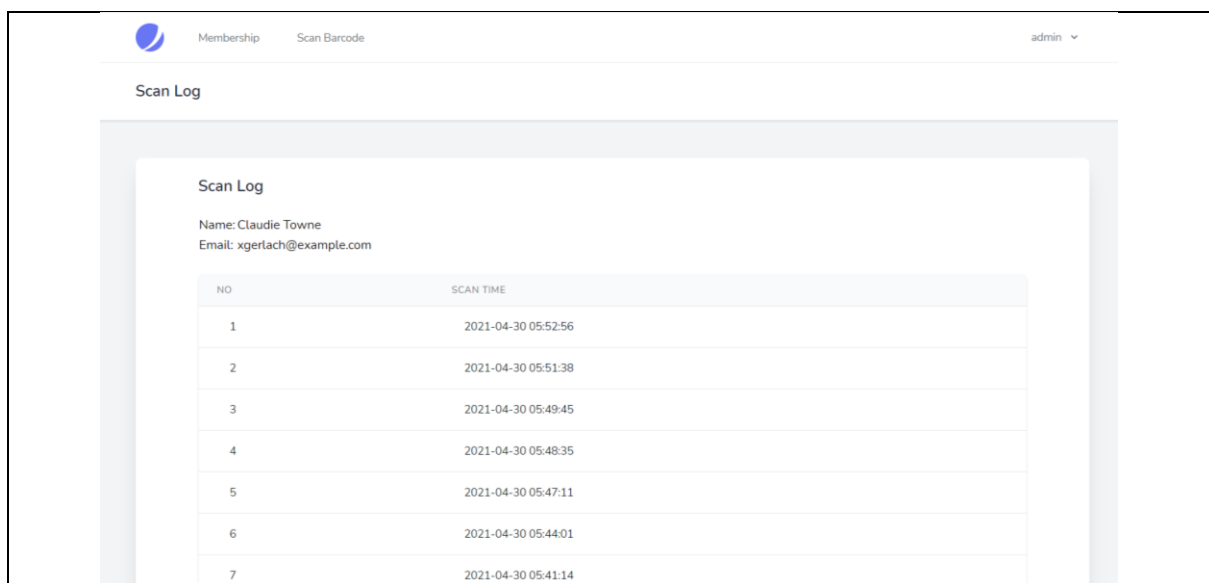 Membership Scan Barcode admin
Scan Log
Scan Log
Name: Claudie Towne
Email: xgerlach@example.com
NO SCAN TIME
1 2021-04-30 05:52:56
2 2021-04-30 05:51:38
3 2021-04-30 05:49:45
4 2021-04-30 05:48:35
5 2021-04-30 05:47:11
6 2021-04-30 05:44:01
7 2021-04-30 05:41:14